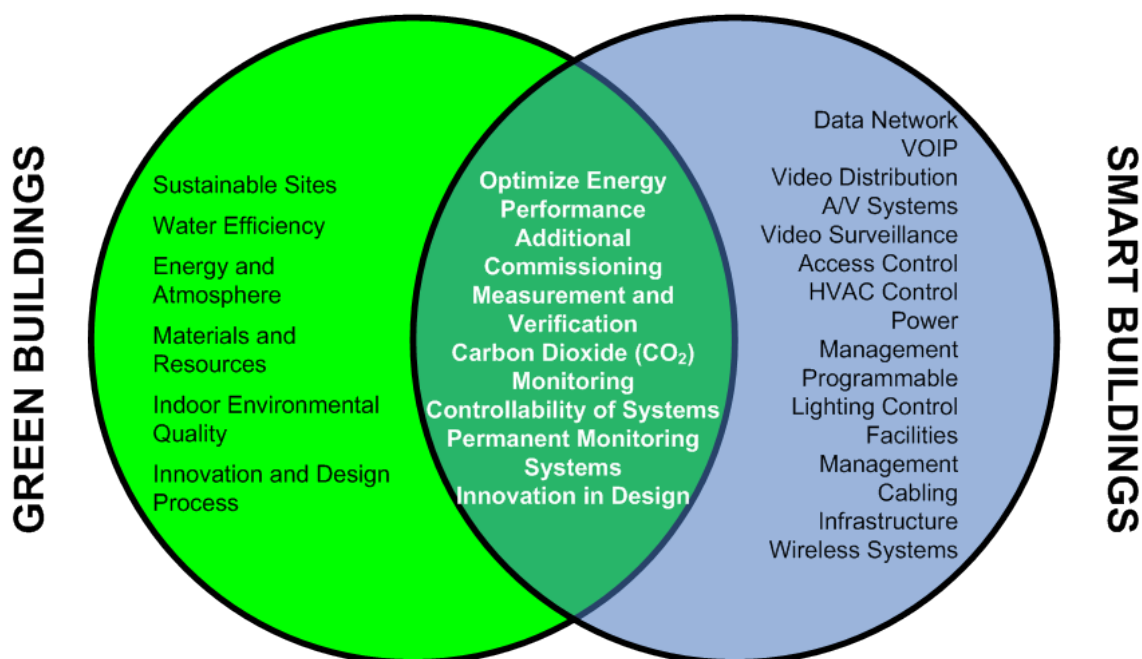 GREEN BUILDINGS
Sustainable Sites
Water Efficiency
Energy and
Atmosphere
Materials and
Resources
Indoor Environmental
Quality
Innovation and Design
Process
Optimize Energy
Performance
Additional
Commissioning
Measurement and
Verification
Carbon Dioxide (CO₂)
Monitoring
Controllability of Systems
Permanent Monitoring
Systems
Innovation in Design
Data Network
VOIP
Video Distribution
A/V Systems
Video Surveillance
Access Control
HVAC Control
Power
Management
Programmable
Lighting Control
Facilities
Management
Cabling
Infrastructure
Wireless Systems
SMART BUILDINGS